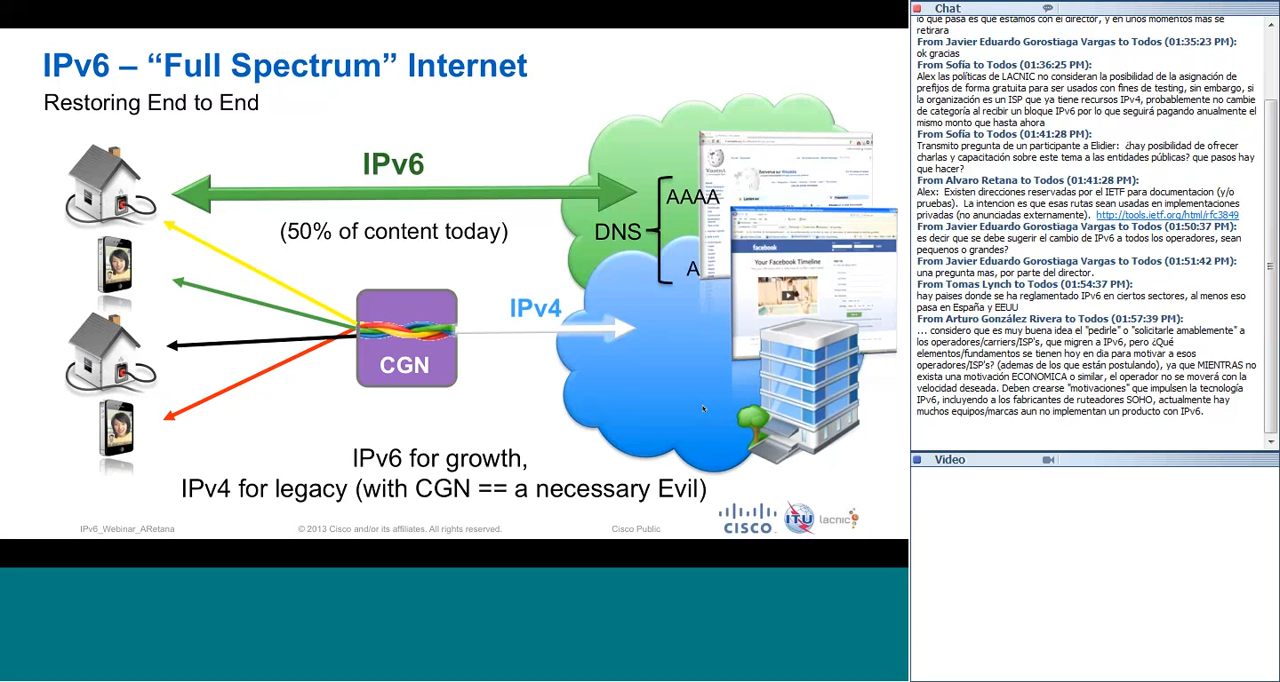 IPv6 – “Full Spectrum” Internet
Restoring End to End
IPv6
(50% of content today)
DNS
AAAA
A
IPv4
CGN
facebook
Your Facebook Timeline
IPv6 for growth,
IPv4 for legacy (with CGN == a necessary Evil)
IPv6_Webinar_ARetana
© 2013 Cisco and/or its affiliates. All rights reserved.
Cisco Public
CISCO
ITU
lacnic
Chat
lo que pasa es que estamos con el director, y en unos momentos mas se
retirara
From Javier Eduardo Gorostiaga Vargas to Todos (01:35:23 PM):
ok gracias
From Sofía to Todos (01:36:25 PM):
Alex las políticas de LACNIC no consideran la posibilidad de la asignación de
prefijos de forma gratuita para ser usados con fines de testing, sin embargo, si
la organización es un ISP que ya tiene recursos IPv4, probablemente no cambie
de categoría al recibir un bloque IPv6 por lo que seguirá pagando anualmente el
mismo monto que hasta ahora
From Sofía to Todos (01:41:28 PM):
Transmito pregunta de un participante a Elidier: ¿hay posibilidad de ofrecer
charlas y capacitación sobre este tema a las entidades públicas? que pasos hay
que hacer?
From Alvaro Retana to Todos (01:41:28 PM):
Alex: Existen direcciones reservadas por el IETF para documentacion (y/o
pruebas). La intencion es que esas rutas sean usadas en implementaciones
privadas (no anunciadas externamente). http://tools.ietf.org/html/rfc3849
From Javier Eduardo Gorostiaga Vargas to Todos (01:50:37 PM):
es decir que se debe sugerir el cambio de IPv6 a todos los operadores, sean
pequenos o grandes?
From Javier Eduardo Gorostiaga Vargas to Todos (01:51:42 PM):
una pregunta mas, por parte del director.
From Tomas Lynch to Todos (01:54:37 PM):
hay paises donde se ha reglamentado IPv6 en ciertos sectores, al menos eso
pasa en España y EEUU
From Arturo González Rivera to Todos (01:57:39 PM):
... considero que es muy buena idea el "pedirle" o "solicitarle amablemente" a
los operadores/carriers/ISP's, que migren a IPv6, pero ¿Qué
elementos/fundamentos se tienen hoy en dia para motivar a esos
operadores/ISP's? (ademas de los que están postulando), ya que MIENTRAS no
exista una motivación ECONOMICA o similar, el operador no se moverá con la
velocidad deseada. Deben crearse "motivaciones" que impulsen la tecnología
IPv6, incluyendo a los fabricantes de ruteadores SOHO, actualmente hay
muchos equipos/marcas aun no implementan un producto con IPv6.
Video